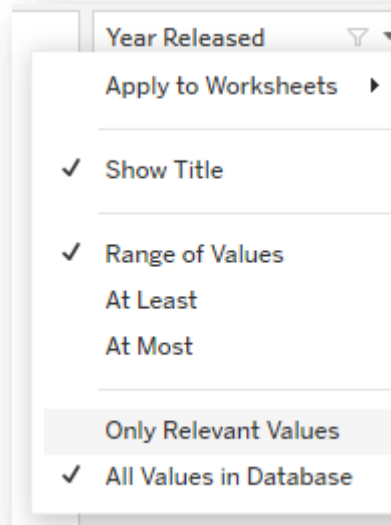 Year Released
Apply to Worksheets
Show Title
Range of Values
At Least
At Most
Only Relevant Values
All Values in Database